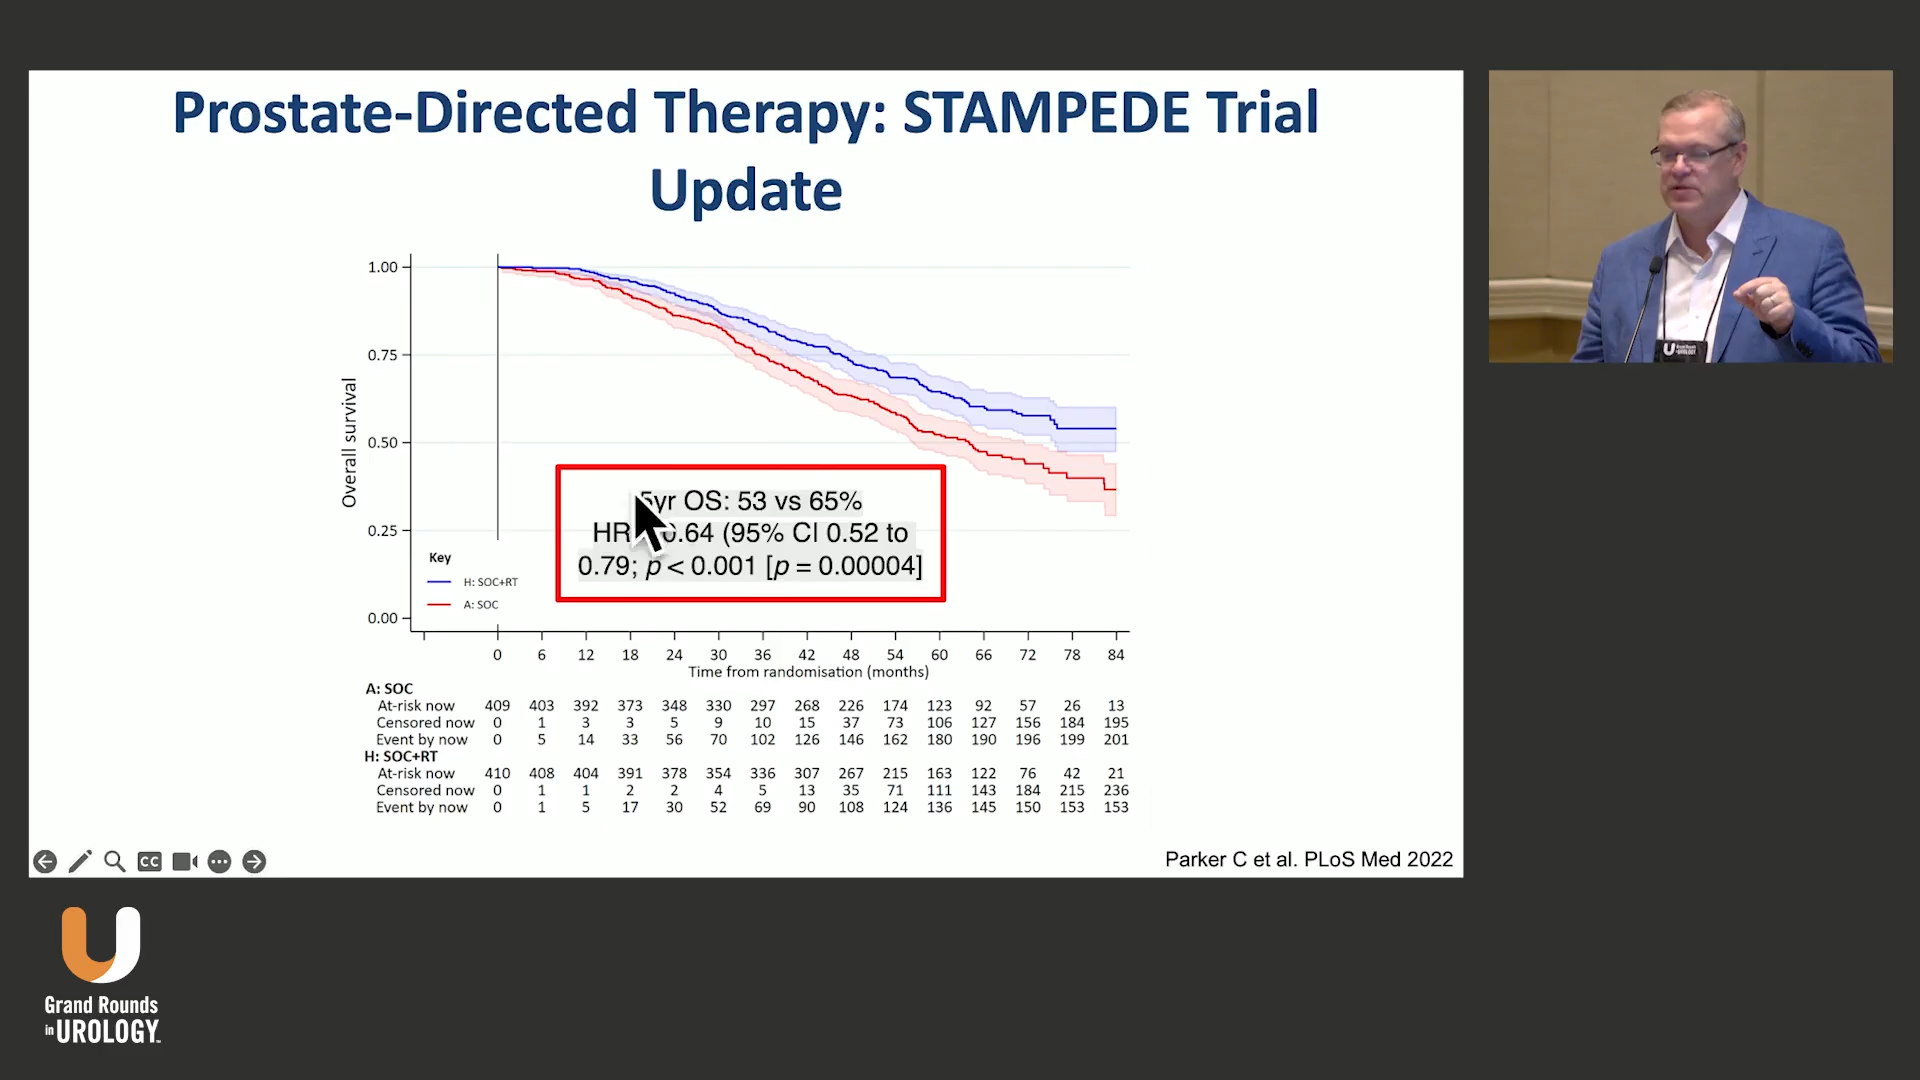 Prostate-Directed Therapy: STAMPEDE Trial
Update
1.00
0.75
0.50
0.25
0.00
Overall survival
5yr OS: 53 vs 65%
HR 0.64 (95% CI 0.52 to
0.79; p < 0.001 [p = 0.00004]
Key
H: SOC+RT
A: SOC
0 6 12 18 24 30 36 42 48 54 60 66 72 78 84
Time from randomisation (months)
A: SOC
At-risk now 409 403 392 373 348 330 297 268 226 174 123 92 57 26 13
Censored now 0 1 3 3 5 9 10 15 37 73 106 127 156 184 195
Event by now 0 5 14 33 56 70 102 126 146 162 180 190 196 199 201
H: SOC+RT
At-risk now 410 408 404 391 378 354 336 307 267 215 163 122 76 42 21
Censored now 0 1 1 2 2 4 5 13 35 71 111 143 184 215 236
Event by now 0 1 5 17 30 52 69 90 108 124 136 145 150 153 153
CC
Parker C et al. PLoS Med 2022
Grand Rounds
in UROLOGY
U Grand Rounds
in UROLOGY™